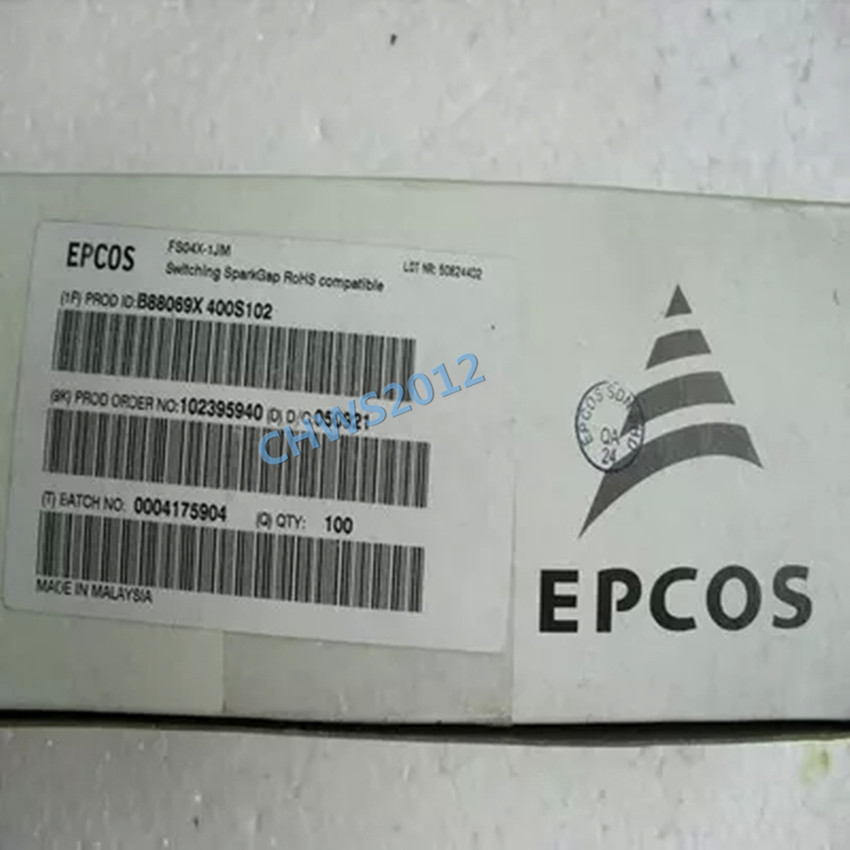 EPCOS
FS04X-1JM
Switching SparkGap RoHS compatible
LOT NR: 50824402
(1P) PROD ID:B88069X 400S102
(9K) PROD ORDER NO:102395940 (D) D/C:
CHWS2012
(T) BATCH NO: 0004175904 (Q) QTY: 100
MADE IN MALAYSIA
EPCOS
QA
24
EPCOS